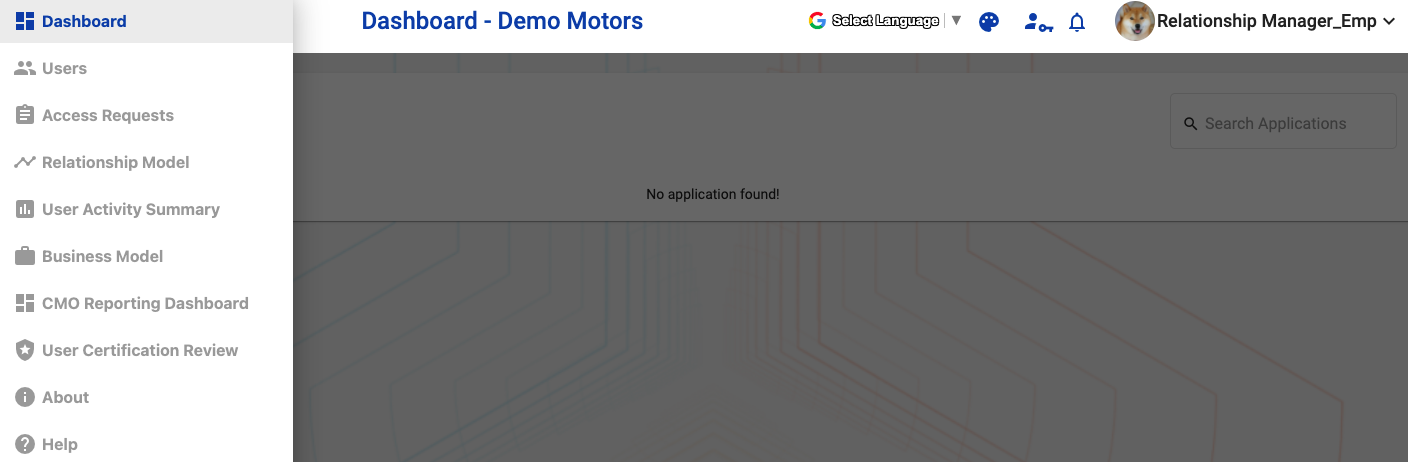 Dashboard
Users
Access Requests
Relationship Model
User Activity Summary
Business Model
CMO Reporting Dashboard
User Certification Review
About
Help
Dashboard - Demo Motors
Select Language
Relationship Manager_Emp
Search Applications
No application found!